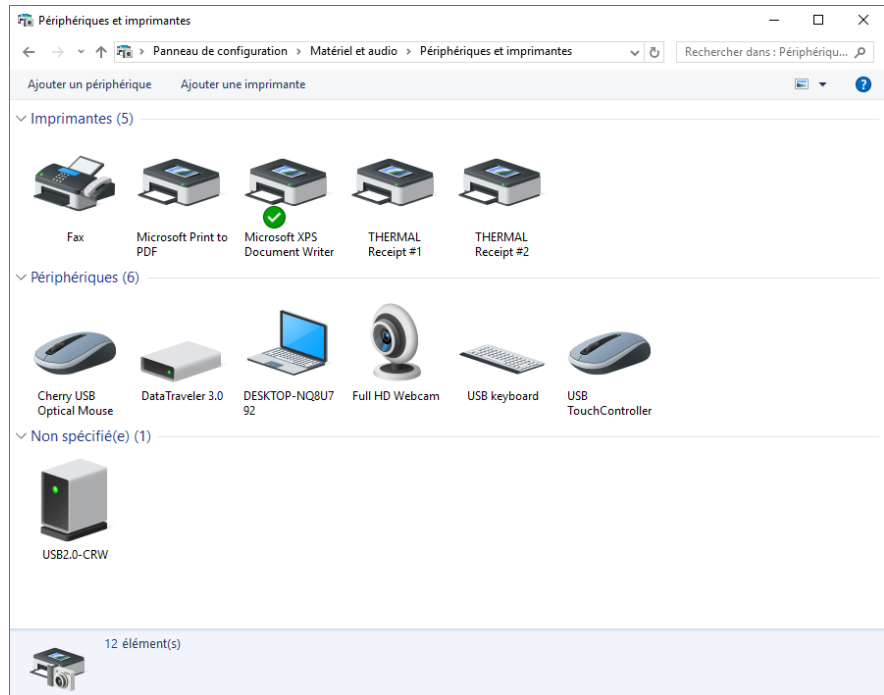 Périphériques et imprimantes
Panneau de configuration > Matériel et audio > Périphériques et imprimantes
Rechercher dans : Périphériqu...
Ajouter un périphérique Ajouter une imprimante
?
Imprimantes (5)
Fax
Microsoft Print to
PDF
Microsoft XPS
Document Writer
THERMAL
Receipt #1
THERMAL
Receipt #2
Périphériques (6)
Cherry USB
Optical Mouse
DataTraveler 3.0
DESKTOP-NQ8U7
92
Full HD Webcam
USB keyboard
USB
TouchController
Non spécifié(e) (1)
USB2.0-CRW
12 élément(s)